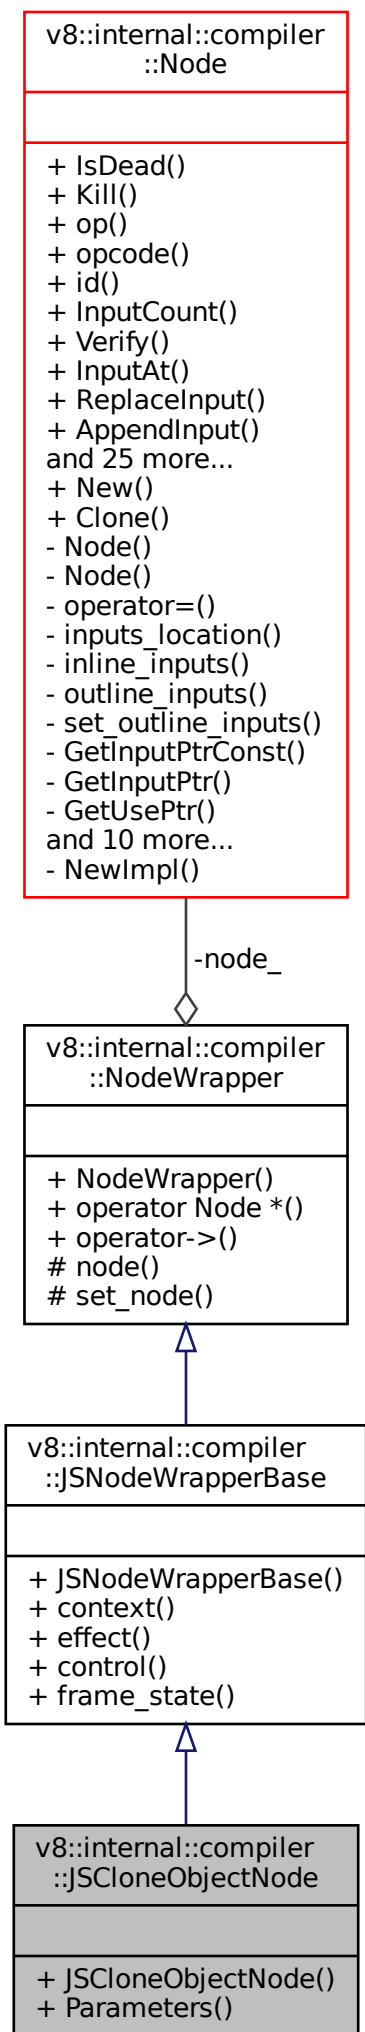 v8::internal::compiler
::Node
+ IsDead()
+ Kill()
+ op()
+ opcode()
+ id()
+ InputCount()
+ Verify()
+ InputAt()
+ ReplaceInput()
+ AppendInput()
and 25 more...
+ New()
+ Clone()
- Node()
- Node()
- operator=()
- inputs_location()
- inline_inputs()
- outline_inputs()
- set_outline_inputs()
- GetInputPtrConst()
- GetInputPtr()
- GetUsePtr()
and 10 more...
- NewImpl()
-node_
v8::internal::compiler
::NodeWrapper
+ NodeWrapper()
+ operator Node *()
+ operator->()
# node()
# set_node()
v8::internal::compiler
::JSNodeWrapperBase
+ JSNodeWrapperBase()
+ context()
+ effect()
+ control()
+ frame_state()
v8::internal::compiler
::JSCloneObjectNode
+ JSCloneObjectNode()
+ Parameters()